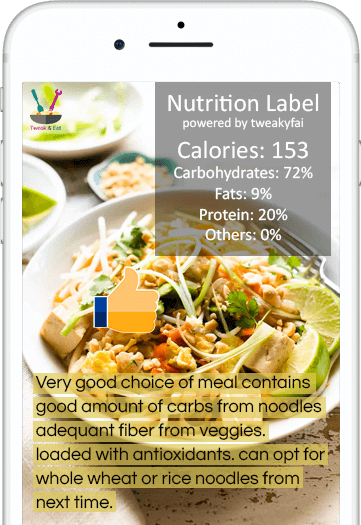 Tweak & Eat
Nutrition Label
powered by tweakyfai
Calories: 153
Carbohydrates: 72%
Fats: 9%
Protein: 20%
Others: 0%
Very good choice of meal contains
good amount of carbs from noodles
adequant fiber from veggies.
loaded with antioxidants. can opt for
whole wheat or rice noodles from
next time.